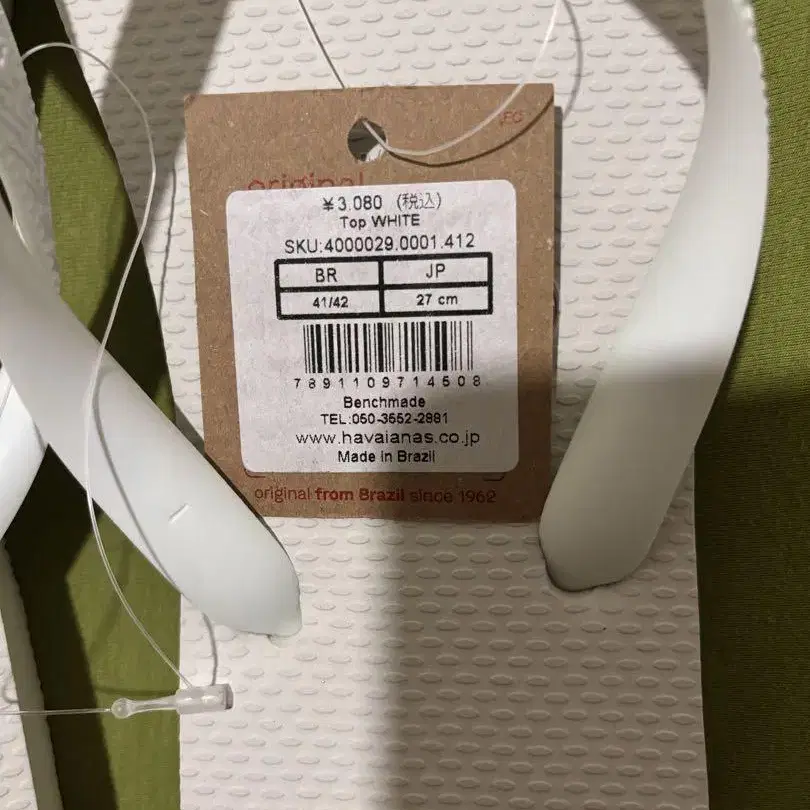 original
¥3.080 (税込)
Top WHITE
SKU:4000029.0001.412
BR JP
41/42 27 cm
7891109714508
Benchmade
TEL:050-3552-2881
www.havaianas.co.jp
Made in Brazil
original from Brazil since 1962